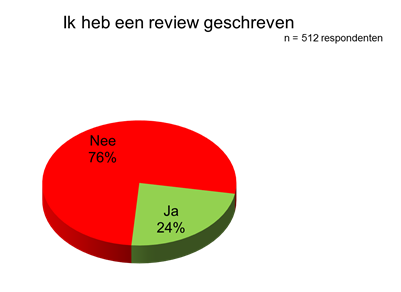 Ik heb een review geschreven
n = 512 respondenten
Nee
76%
Ja
24%